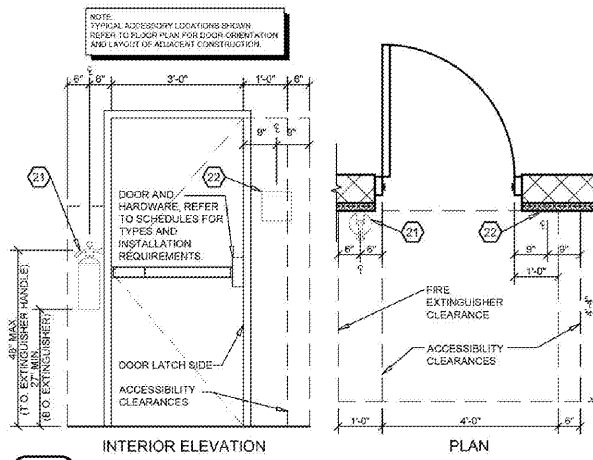 NOTE:
TYPICAL ACCESSORY LOCATIONS SHOWN.
REFER TO FLOOR PLAN FOR DOOR ORIENTATION
AND LAYOUT OF ADJACENT CONSTRUCTION.
6" 6" 3'-0" 1'-0" 6"
9" 9"
21
22
DOOR AND
HARDWARE, REFER
TO SCHEDULES FOR
TYPES AND
INSTALLATION
REQUIREMENTS.
48" MAX.
(T.O. EXTINGUISHER HANDLE)
27" MIN.
(B.O. EXTINGUISHER)
DOOR LATCH SIDE
ACCESSIBILITY
CLEARANCES
INTERIOR ELEVATION
21
22
6" 6"
9" 9"
1'-0"
FIRE
EXTINGUISHER
CLEARANCE
ACCESSIBILITY
CLEARANCES
1'-0" 4'-0" 6"
PLAN